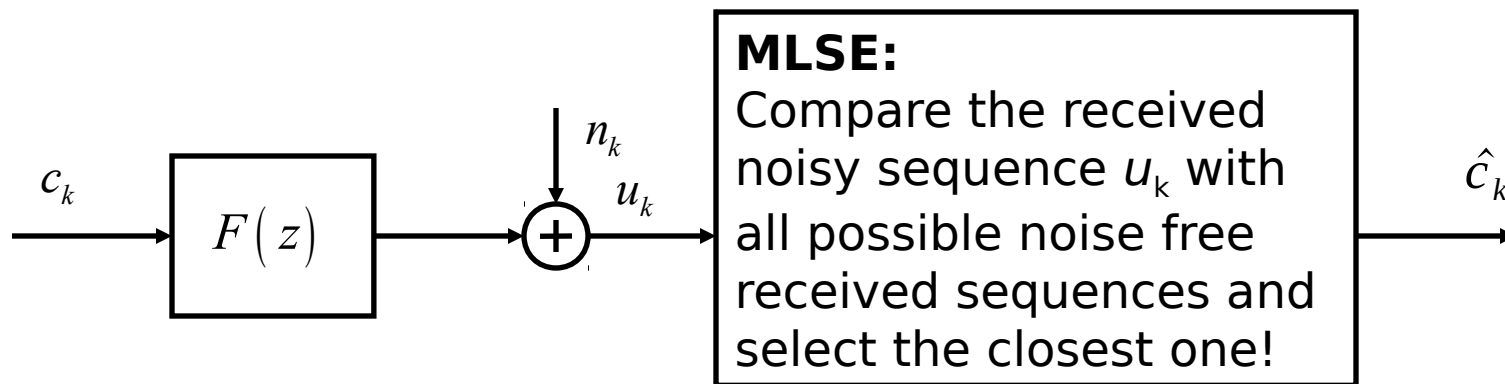 c_k
F(z)
n_k
u_k
+
MLSE:
Compare the received
noisy sequence u_k with
all possible noise free
received sequences and
select the closest one!
ĉ_k